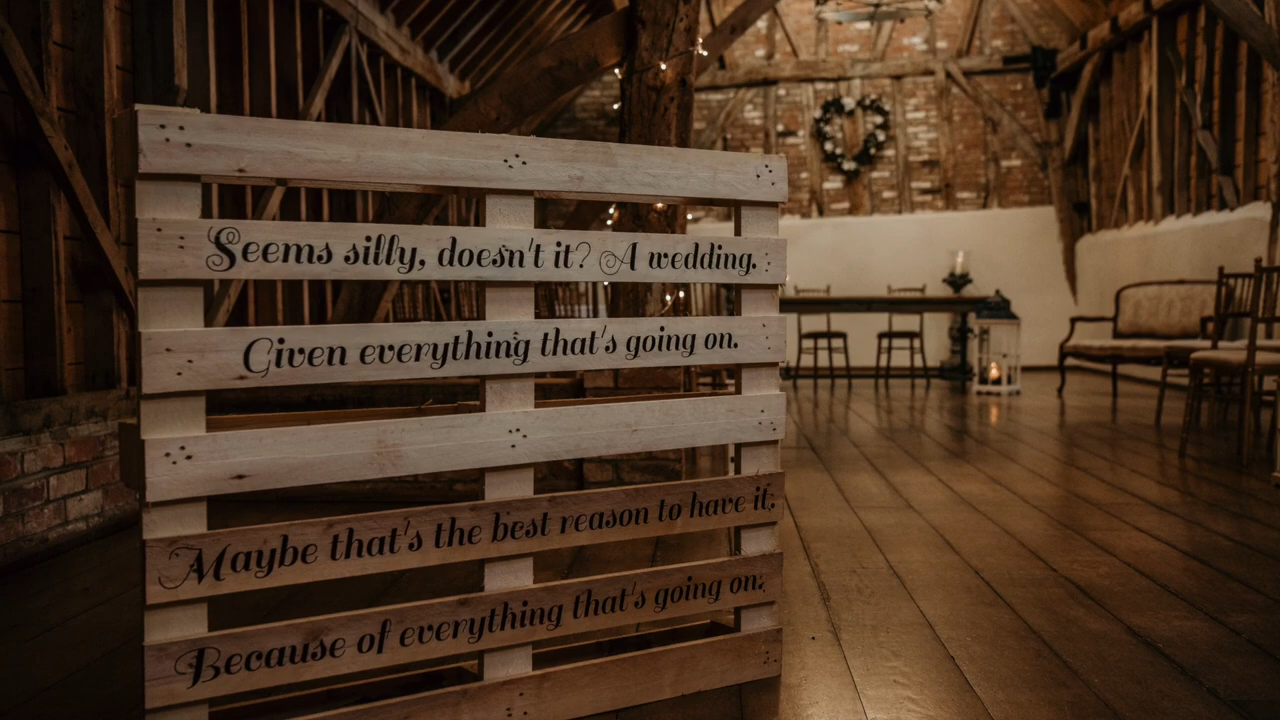 Seems silly, doesn't it? A wedding.
Given everything that's going on.
Maybe that's the best reason to have it.
Because of everything that's going on.